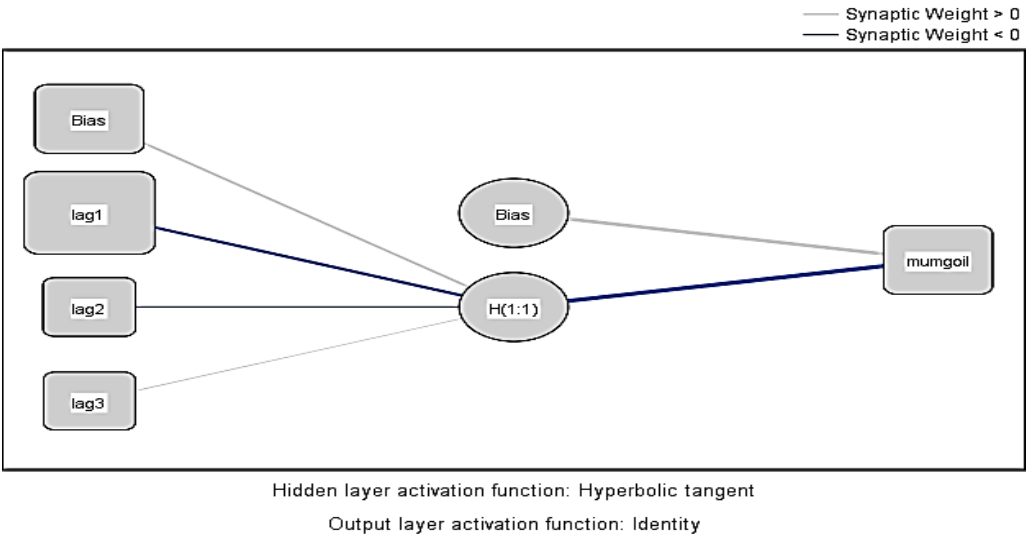 Synaptic Weight > 0
Synaptic Weight < 0
Bias
lag1
lag2
lag3
Bias
H(1:1)
mumgoil
Hidden layer activation function: Hyperbolic tangent
Output layer activation function: Identity